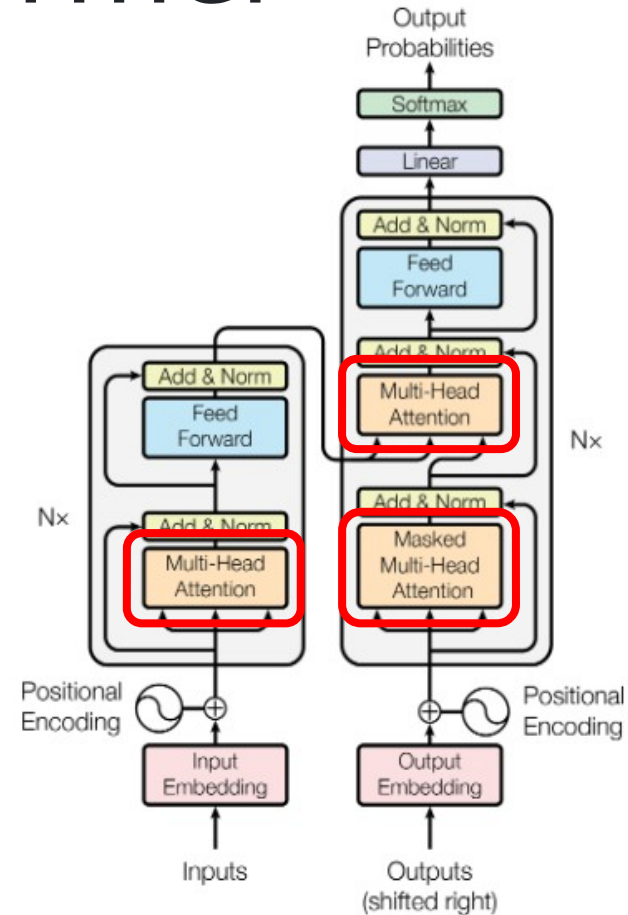 Output
Probabilities
Softmax
Linear
Add & Norm
Feed
Forward
Add & Norm
Multi-Head
Attention
Nx
Add & Norm
Masked
Multi-Head
Attention
Add & Norm
Feed
Forward
Nx
Add & Norm
Multi-Head
Attention
Positional
Encoding
Positional
Encoding
Input
Embedding
Output
Embedding
Inputs
Outputs
(shifted right)